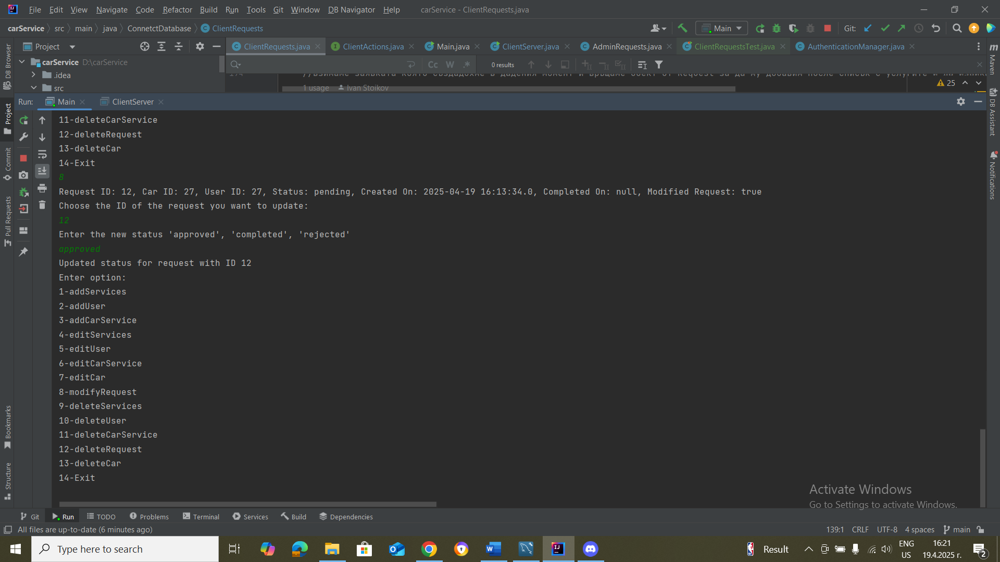 File Edit View Navigate Code Refactor Build Run Tools Git Window DB Navigator Help carService - ClientRequests.java
carService src main java ConnetctDatabase ClientRequests Main Git:
Project ClientRequests.java ClientActions.java Main.java ClientServer.java AdminRequests.java ClientRequestsTest.java AuthenticationManager.java
carService D:\carService Cc W .* 0 results
.idea
src
25
1 usage Ivan Stoikov
Run: Main ClientServer
11-deleteCarService
12-deleteRequest
13-deleteCar
14-Exit
8
Request ID: 12, Car ID: 27, User ID: 27, Status: pending, Created On: 2025-04-19 16:13:34.0, Completed On: null, Modified Request: true
Choose the ID of the request you want to update:
12
Enter the new status 'approved', 'completed', 'rejected'
approved
Updated status for request with ID 12
Enter option:
1-addServices
2-addUser
3-addCarService
4-editServices
5-editUser
6-editCarService
7-editCar
8-modifyRequest
9-deleteServices
10-deleteUser
11-deleteCarService
12-deleteRequest
13-deleteCar
14-Exit
DB Browser
Project
Commit
Pull Requests
Bookmarks
Structure
Maven
DB Assistant
Notifications
Activate Windows
Go to Settings to activate Windows.
Git Run TODO Problems Terminal Services Build Dependencies
All files are up-to-date (6 minutes ago) 139:1 CRLF UTF-8 4 spaces main
Type here to search Result ENG US 16:21 19.4.2025 г. 2